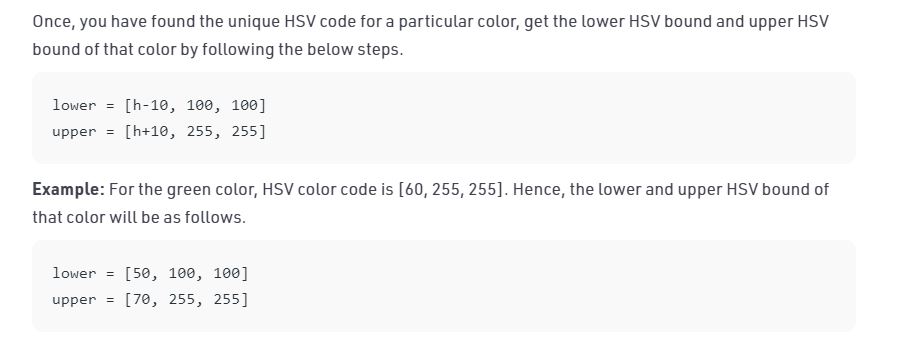 Once, you have found the unique HSV code for a particular color, get the lower HSV bound and upper HSV
bound of that color by following the below steps.
lower = [h-10, 100, 100]
upper = [h+10, 255, 255]
Example: For the green color, HSV color code is [60, 255, 255]. Hence, the lower and upper HSV bound of
that color will be as follows.
lower = [50, 100, 100]
upper = [70, 255, 255]